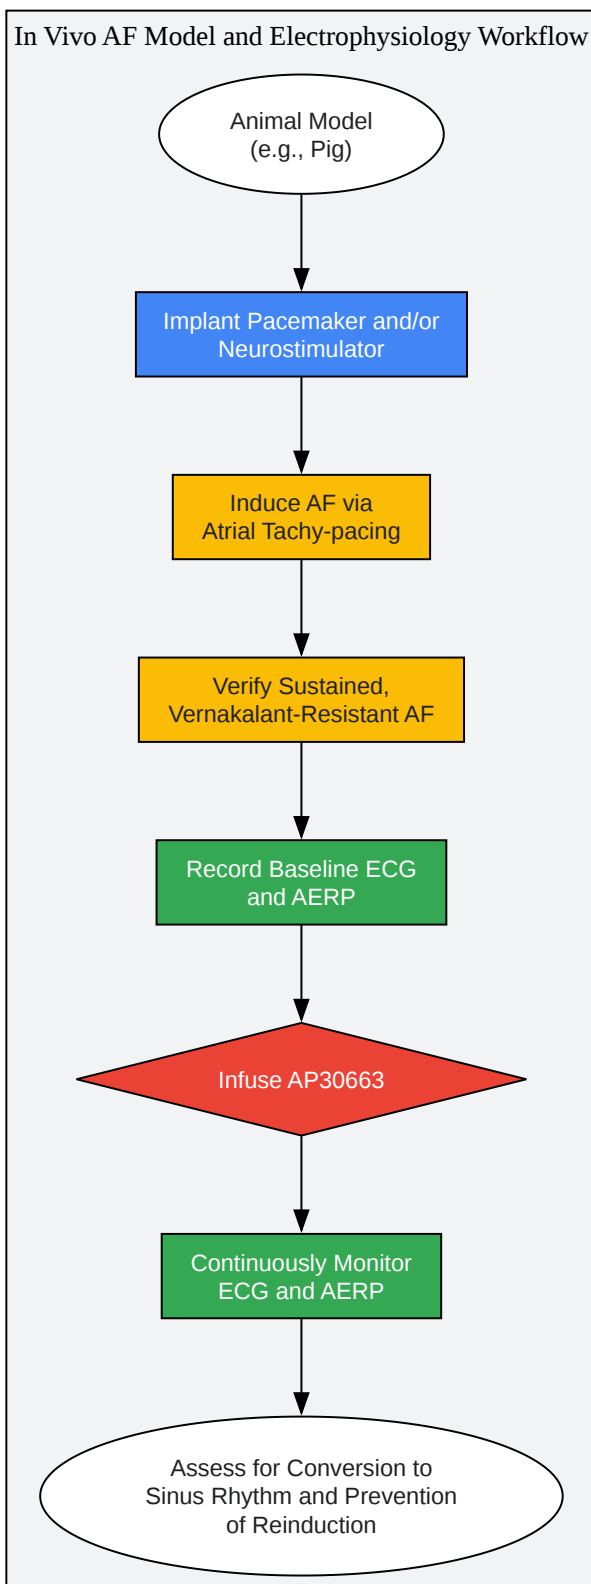 In Vivo AF Model and Electrophysiology Workflow
Animal Model
(e.g., Pig)
Implant Pacemaker and/or
Neurostimulator
Induce AF via
Atrial Tachy-pacing
Verify Sustained,
Vernakalant-Resistant AF
Record Baseline ECG
and AERP
Infuse AP30663
Continuously Monitor
ECG and AERP
Assess for Conversion to
Sinus Rhythm and Prevention
of Reinduction